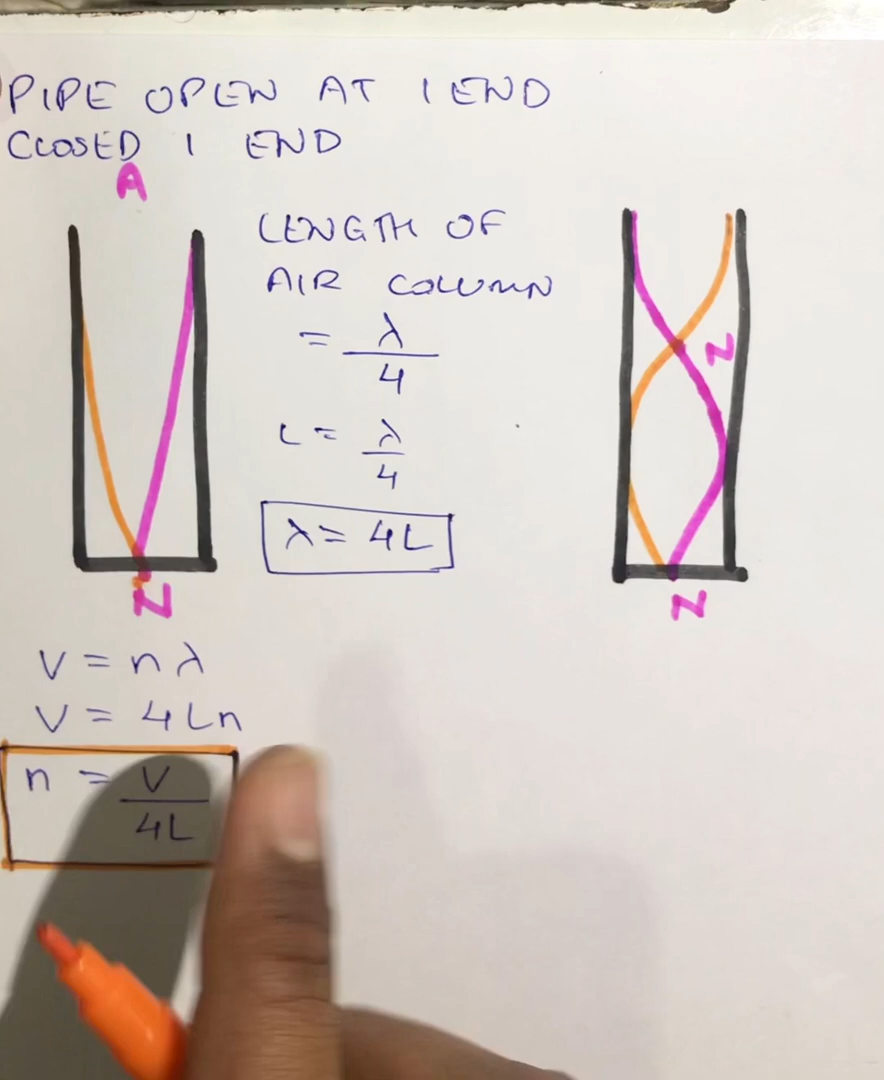 PIPE OPEN AT 1 END
CLOSED 1 END
A
LENGTH OF
AIR COLUMN
= λ/4
L = λ/4
λ = 4L
N
N
N
V = nλ
V = 4Ln
n = V/4L